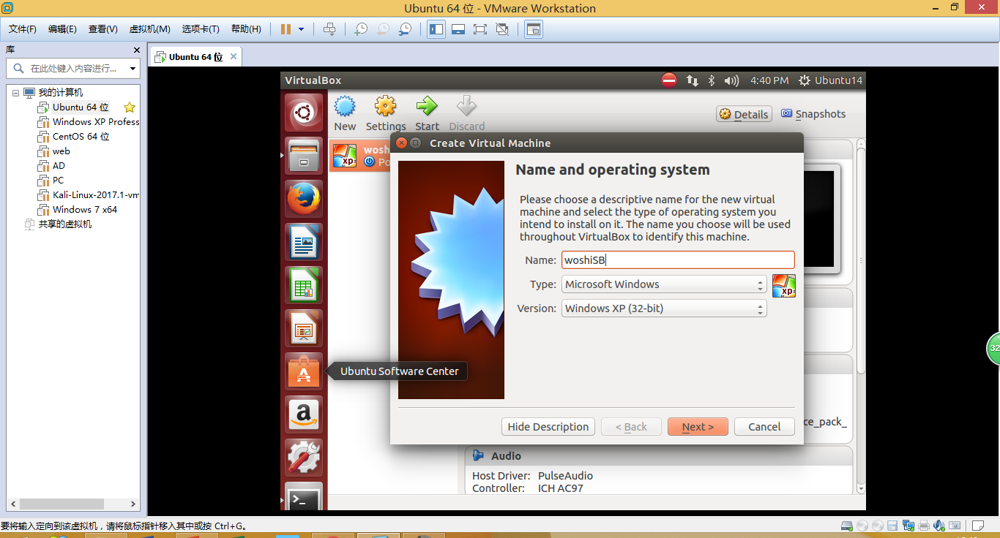 Ubuntu 64 位 - VMware Workstation
文件(F) 编辑(E) 查看(V) 虚拟机(M) 选项卡(T) 帮助(H)
库
在此处键入内容进行...
我的计算机
Ubuntu 64 位
Windows XP Profess
CentOS 64 位
web
AD
PC
Kali-Linux-2017.1-vm
Windows 7 x64
共享的虚拟机
Ubuntu 64 位
VirtualBox 4:40 PM Ubuntu14
New Settings Start Discard
Details Snapshots
wosh
Po
Create Virtual Machine
Name and operating system
Please choose a descriptive name for the new virtual
machine and select the type of operating system you
intend to install on it. The name you choose will be used
throughout VirtualBox to identify this machine.
Name: woshiSB
Type: Microsoft Windows
xp
Version: Windows XP (32-bit)
Ubuntu Software Center
Hide Description < Back Next > Cancel
ce_pack_
Audio
Host Driver: PulseAudio
Controller: ICH AC97
32
要将输入定向到该虚拟机，请将鼠标指针移入其中或按 Ctrl+G。